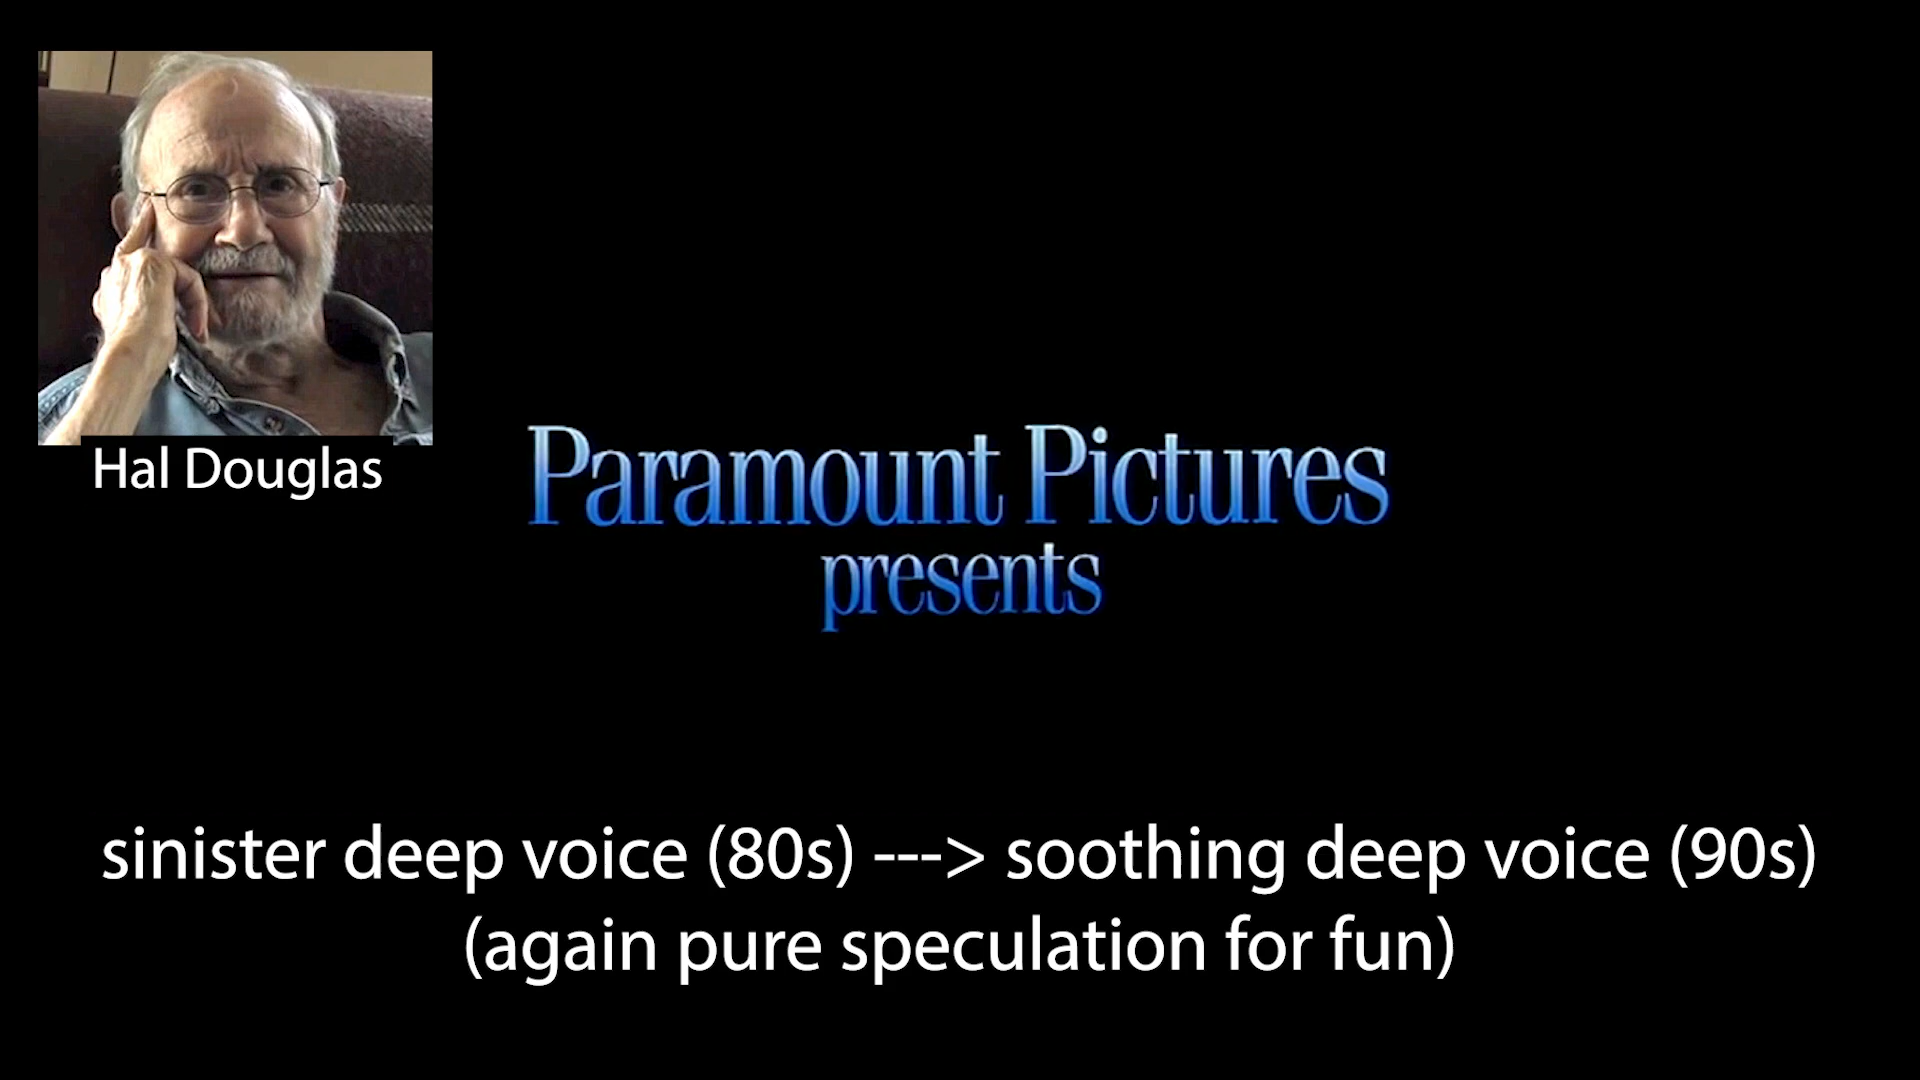 Hal Douglas
Paramount Pictures
presents
sinister deep voice (80s) ---> soothing deep voice (90s)
(again pure speculation for fun)